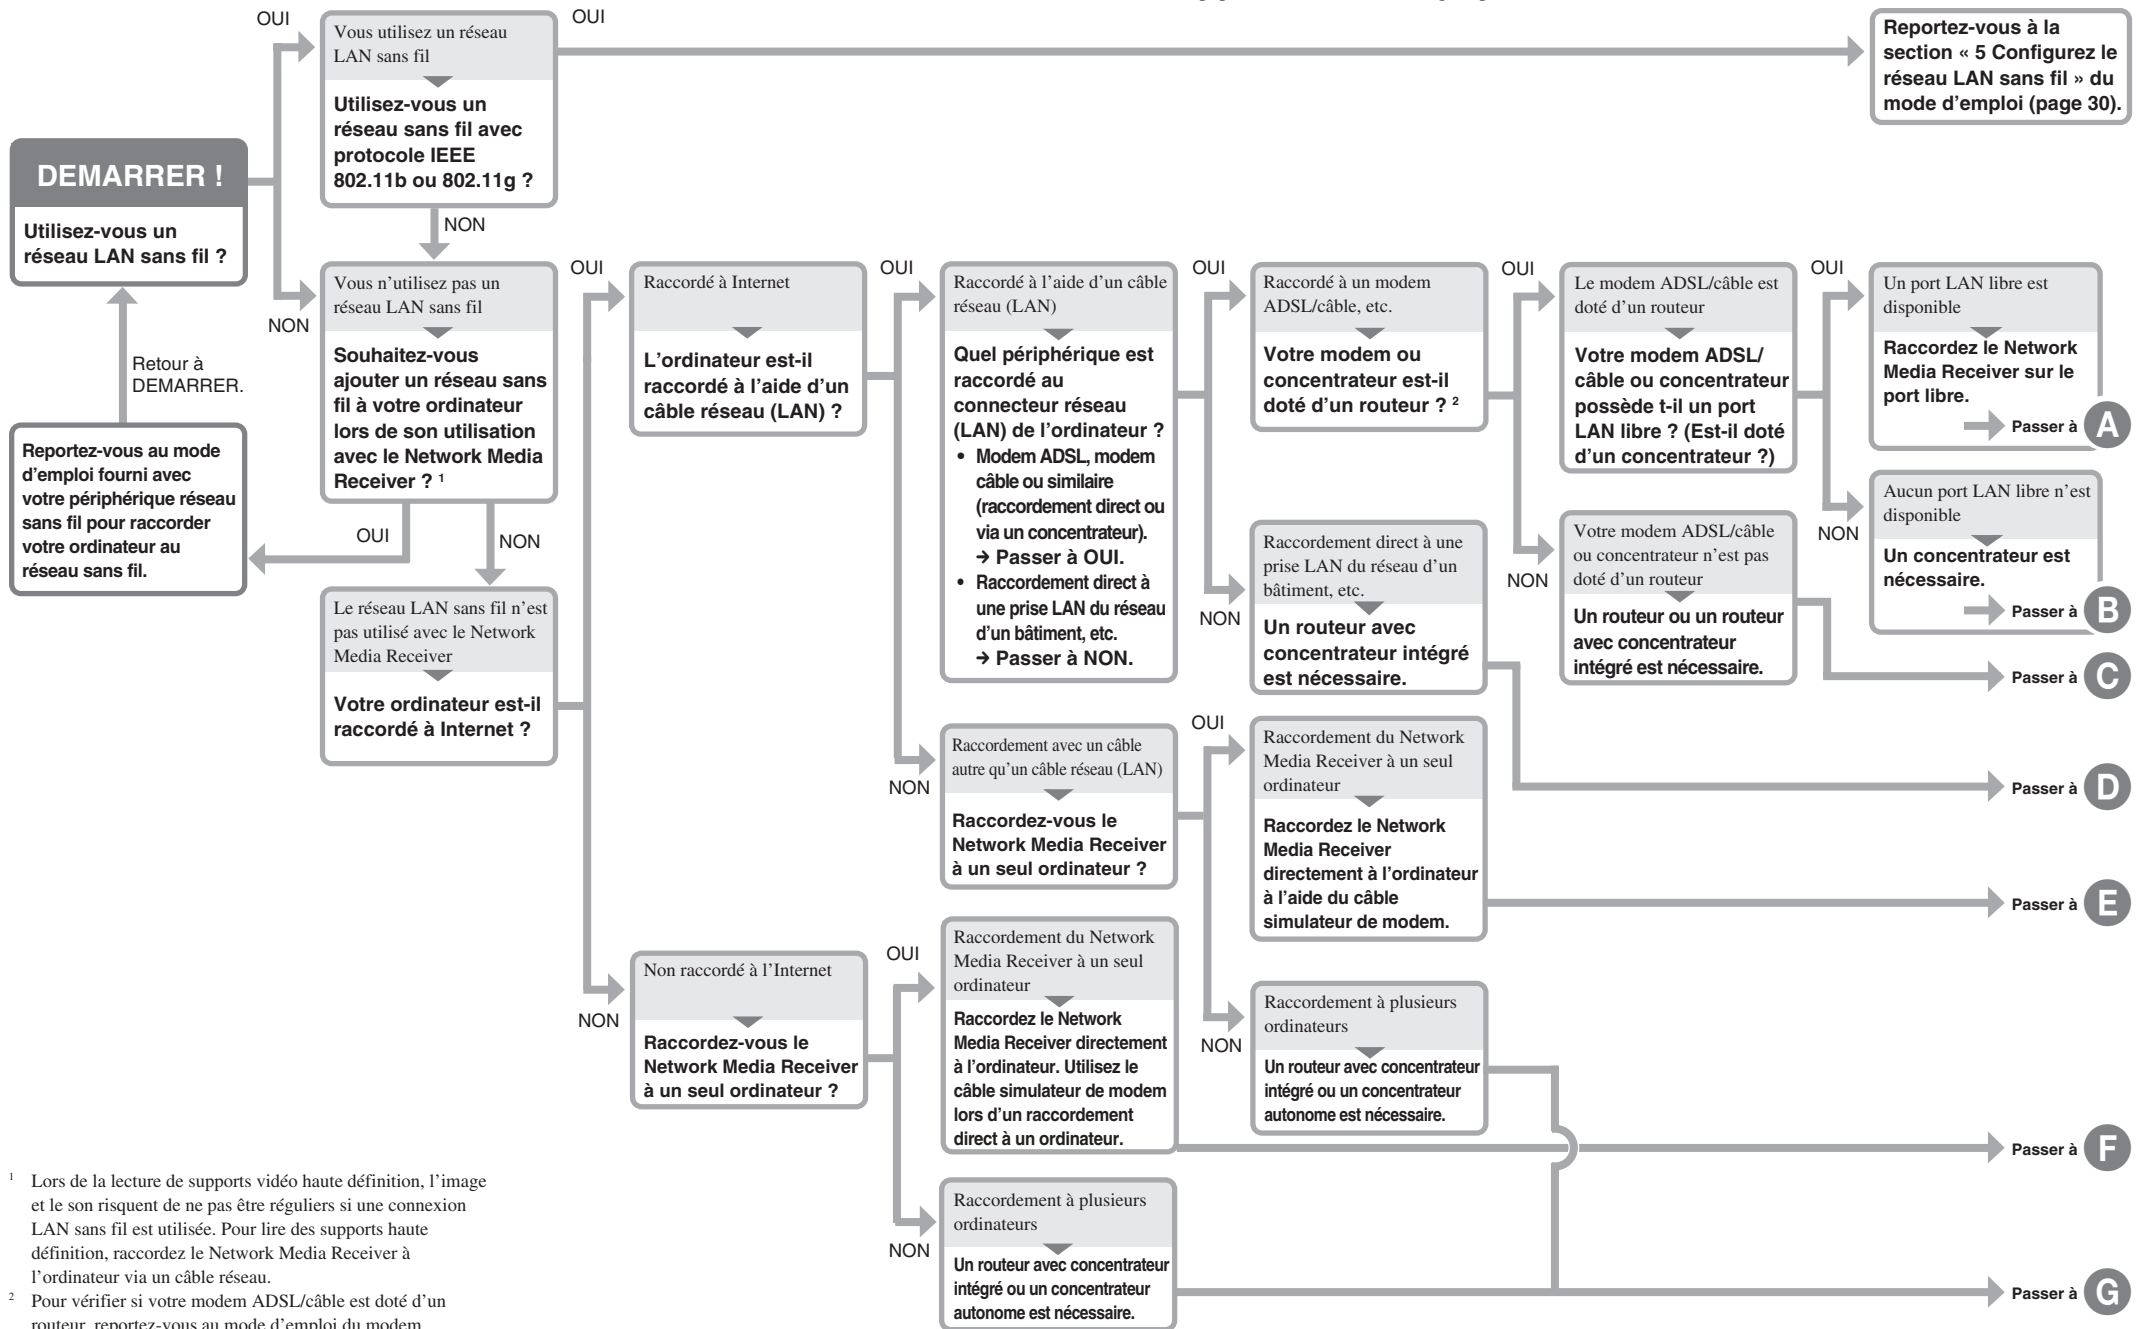 OUI
Vous utilisez un réseau
LAN sans fil
Utilisez-vous un
réseau sans fil avec
protocole IEEE
802.11b ou 802.11g ?
OUI
Reportez-vous à la
section « 5 Configurez le
réseau LAN sans fil » du
mode d'emploi (page 30).
DEMARRER !
Utilisez-vous un
réseau LAN sans fil ?
NON
NON
Retour à
DEMARRER.
Reportez-vous au mode
d'emploi fourni avec
votre périphérique réseau
sans fil pour raccorder
votre ordinateur au
réseau sans fil.
Vous n'utilisez pas un
réseau LAN sans fil
Souhaitez-vous
ajouter un réseau sans
fil à votre ordinateur
lors de son utilisation
avec le Network Media
Receiver ? 1
OUI
NON
Le réseau LAN sans fil n'est
pas utilisé avec le Network
Media Receiver
Votre ordinateur est-il
raccordé à Internet ?
OUI
Raccordé à Internet
L'ordinateur est-il
raccordé à l'aide d'un
câble réseau (LAN) ?
OUI
Raccordé à l'aide d'un câble
réseau (LAN)
Quel périphérique est
raccordé au
connecteur réseau
(LAN) de l'ordinateur ?
• Modem ADSL, modem
câble ou similaire
(raccordement direct ou
via un concentrateur).
→ Passer à OUI.
• Raccordement direct à
une prise LAN du réseau
d'un bâtiment, etc.
→ Passer à NON.
OUI
Raccordé à un modem
ADSL/câble, etc.
Votre modem ou
concentrateur est-il
doté d'un routeur ? 2
OUI
Le modem ADSL/câble est
doté d'un routeur
Votre modem ADSL/
câble ou concentrateur
possède t-il un port
LAN libre ? (Est-il doté
d'un concentrateur ?)
OUI
Un port LAN libre est
disponible
Raccordez le Network
Media Receiver sur le
port libre.
Passer à A
NON
Aucun port LAN libre n'est
disponible
Un concentrateur est
nécessaire.
Passer à B
NON
Votre modem ADSL/câble
ou concentrateur n'est pas
doté d'un routeur
Un routeur ou un routeur
avec concentrateur
intégré est nécessaire.
Passer à C
NON
Raccordement direct à une
prise LAN du réseau d'un
bâtiment, etc.
Un routeur avec
concentrateur intégré
est nécessaire.
Passer à D
NON
Raccordement avec un câble
autre qu'un câble réseau (LAN)
Raccordez-vous le
Network Media Receiver
à un seul ordinateur ?
OUI
Raccordement du Network
Media Receiver à un seul
ordinateur
Raccordez le Network
Media Receiver
directement à l'ordinateur
à l'aide du câble
simulateur de modem.
Passer à E
NON
Raccordement à plusieurs
ordinateurs
Un routeur avec concentrateur
intégré ou un concentrateur
autonome est nécessaire.
NON
Non raccordé à l'Internet
Raccordez-vous le
Network Media Receiver
à un seul ordinateur ?
OUI
Raccordement du Network
Media Receiver à un seul
ordinateur
Raccordez le Network
Media Receiver directement
à l'ordinateur. Utilisez le
câble simulateur de modem
lors d'un raccordement
direct à un ordinateur.
Passer à F
NON
Raccordement à plusieurs
ordinateurs
Un routeur avec concentrateur
intégré ou un concentrateur
autonome est nécessaire.
Passer à G
1 Lors de la lecture de supports vidéo haute définition, l'image
et le son risquent de ne pas être réguliers si une connexion
LAN sans fil est utilisée. Pour lire des supports haute
définition, raccordez le Network Media Receiver à
l'ordinateur via un câble réseau.
2 Pour vérifier si votre modem ADSL/câble est doté d'un
routeur, reportez-vous au mode d'emploi du modem